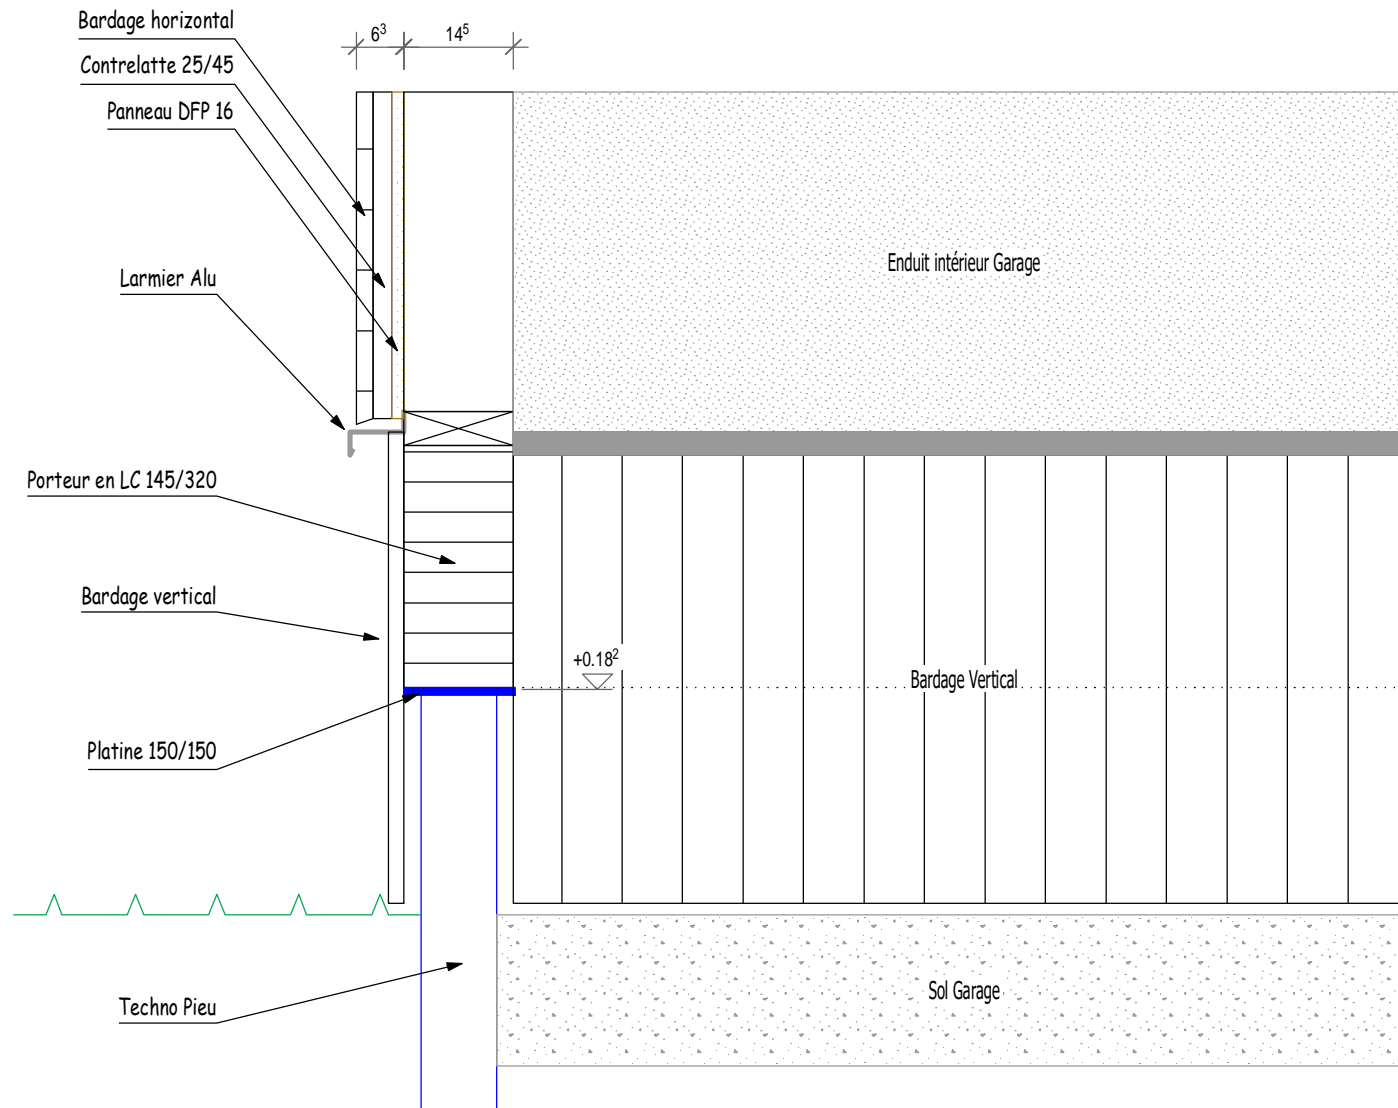 Bardage horizontal
6³ 14⁵
Contrelatte 25/45
Panneau DFP 16
Enduit intérieur Garage
Larmier Alu
Porteur en LC 145/320
Bardage vertical
+0.18²
Bardage Vertical
Platine 150/150
Sol Garage
Techno Pieu